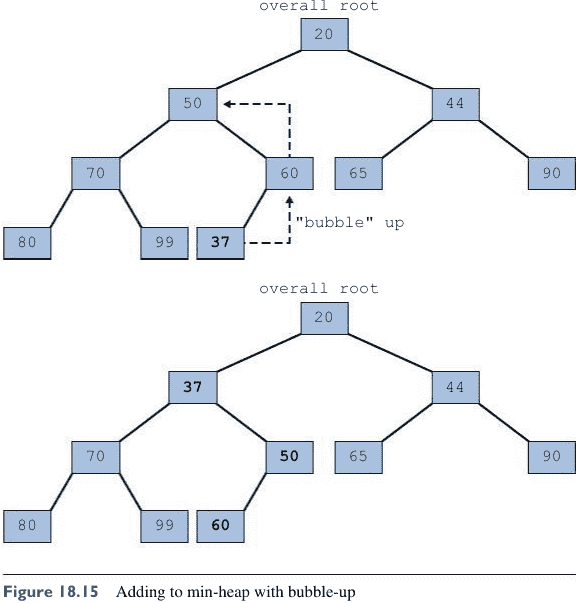 overall root
20
50 44
70 60 65 90
"bubble" up
80 99 37
overall root
20
37 44
70 50 65 90
80 99 60
Figure 18.15 Adding to min-heap with bubble-up